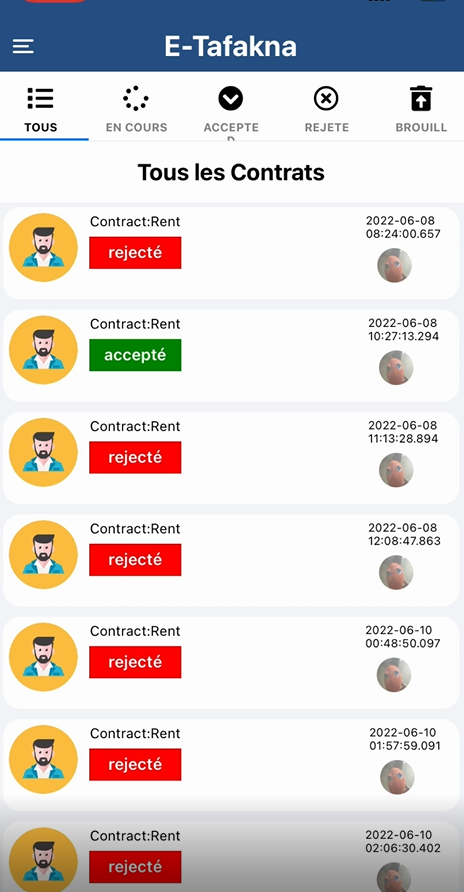 E-Tafakna
TOUS
EN COURS
ACCEPTE
REJETE
BROUILL
Tous les Contrats
Contract:Rent
rejecté
2022-06-08
08:24:00.657
Contract:Rent
accepté
2022-06-08
10:27:13.294
Contract:Rent
rejecté
2022-06-08
11:13:28.894
Contract:Rent
rejecté
2022-06-08
12:08:47.863
Contract:Rent
rejecté
2022-06-10
00:48:50.097
Contract:Rent
rejecté
2022-06-10
01:57:59.091
Contract:Rent
rejecté
2022-06-10
02:06:30.402